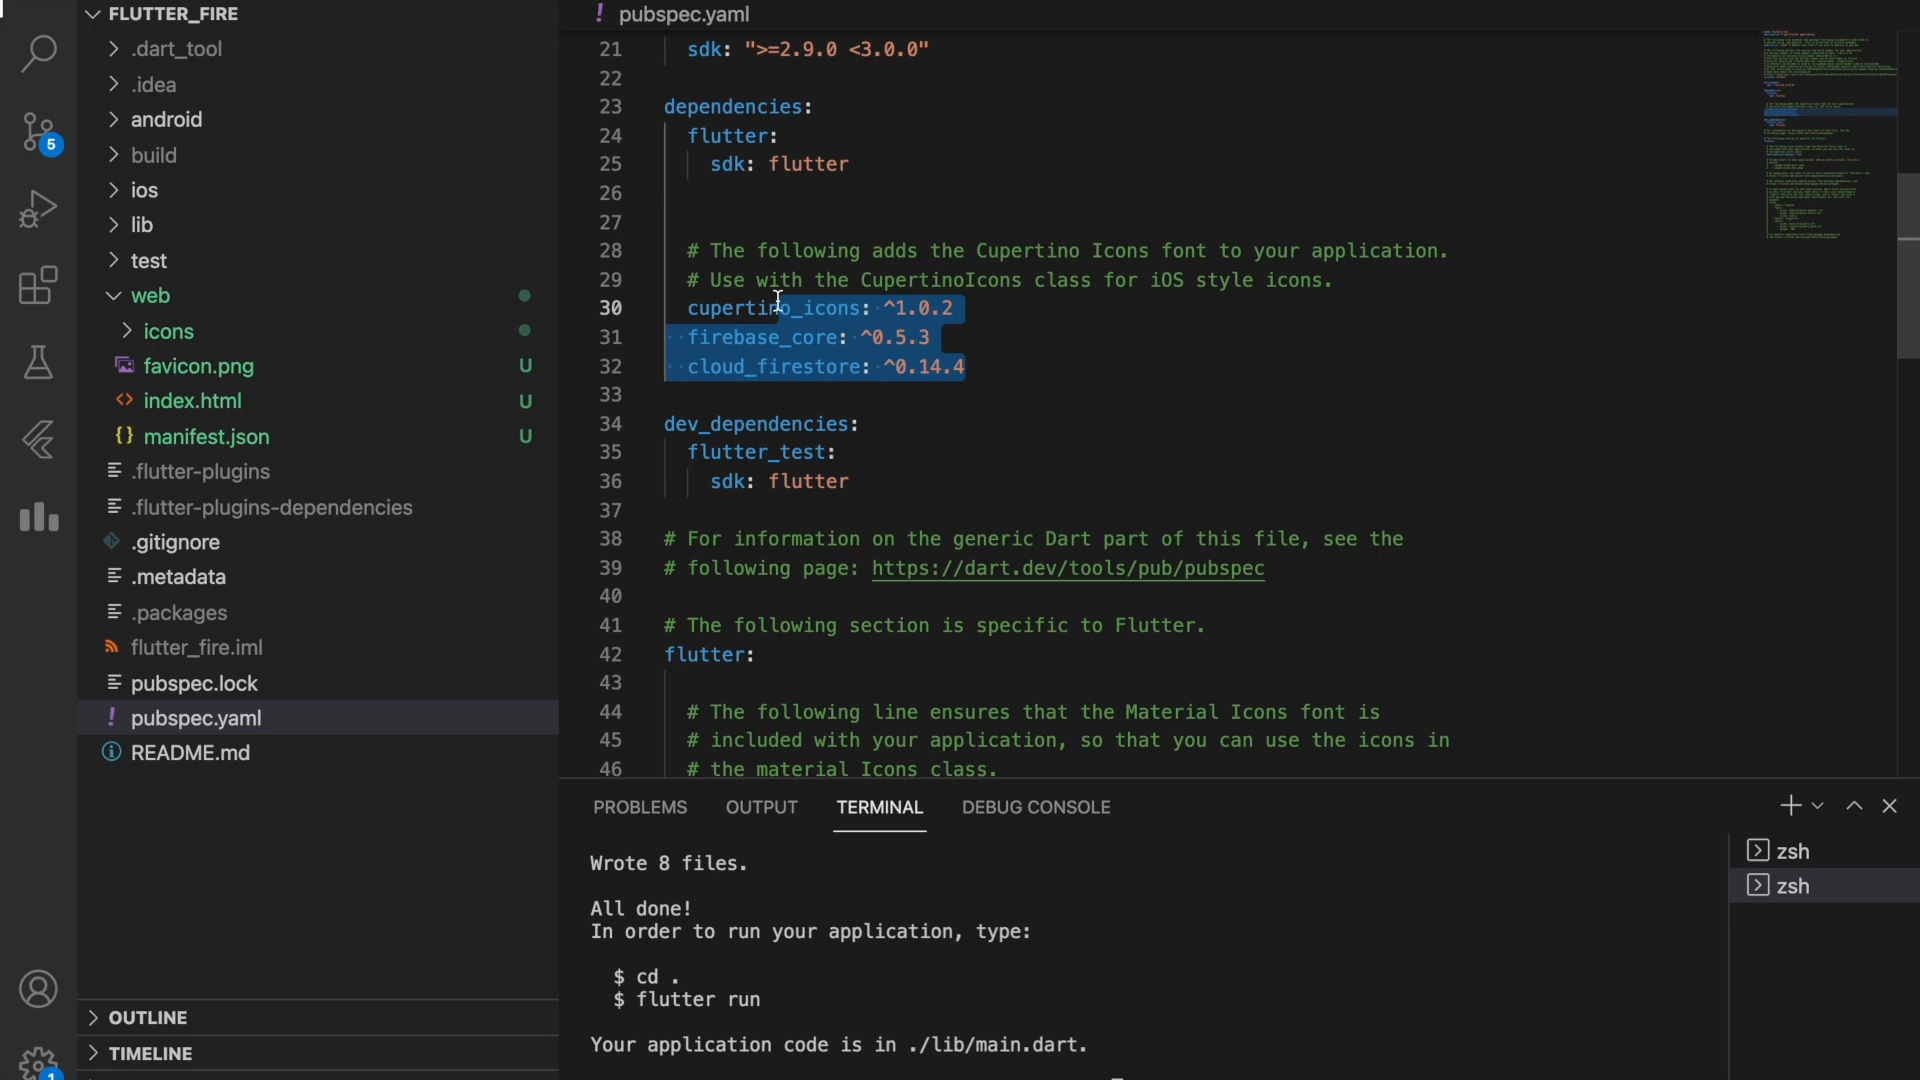 FLUTTER_FIRE
.dart_tool
.idea
android
build
ios
lib
test
web
icons
favicon.png U
index.html U
manifest.json U
.flutter-plugins
.flutter-plugins-dependencies
.gitignore
.metadata
.packages
flutter_fire.iml
pubspec.lock
! pubspec.yaml
README.md
OUTLINE
TIMELINE
5
1
! pubspec.yaml
21 sdk: ">=2.9.0 <3.0.0"
22
23 dependencies:
24 flutter:
25 sdk: flutter
26
27
28 # The following adds the Cupertino Icons font to your application.
29 # Use with the CupertinoIcons class for iOS style icons.
30 cupertino_icons: ^1.0.2
31 firebase_core: ^0.5.3
32 cloud_firestore: ^0.14.4
33
34 dev_dependencies:
35 flutter_test:
36 sdk: flutter
37
38 # For information on the generic Dart part of this file, see the
39 # following page: https://dart.dev/tools/pub/pubspec
40
41 # The following section is specific to Flutter.
42 flutter:
43
44 # The following line ensures that the Material Icons font is
45 # included with your application, so that you can use the icons in
46 # the material Icons class.
PROBLEMS OUTPUT TERMINAL DEBUG CONSOLE
Wrote 8 files.
All done!
In order to run your application, type:
$ cd .
$ flutter run
Your application code is in ./lib/main.dart.
zsh
zsh